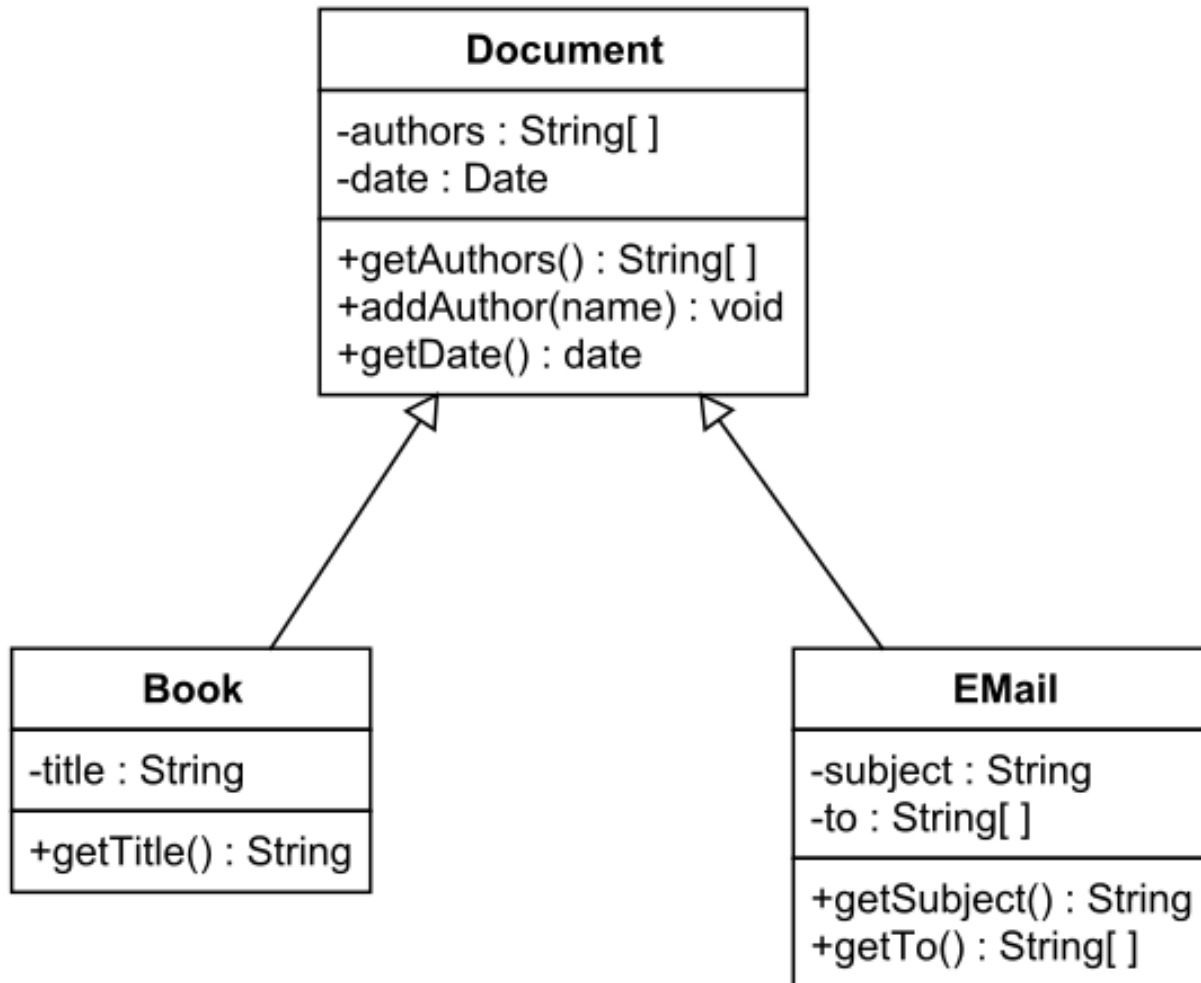 Document
-authors : String[ ]
-date : Date
+getAuthors() : String[ ]
+addAuthor(name) : void
+getDate() : date
Book
-title : String
+getTitle() : String
EMail
-subject : String
-to : String[ ]
+getSubject() : String
+getTo() : String[ ]